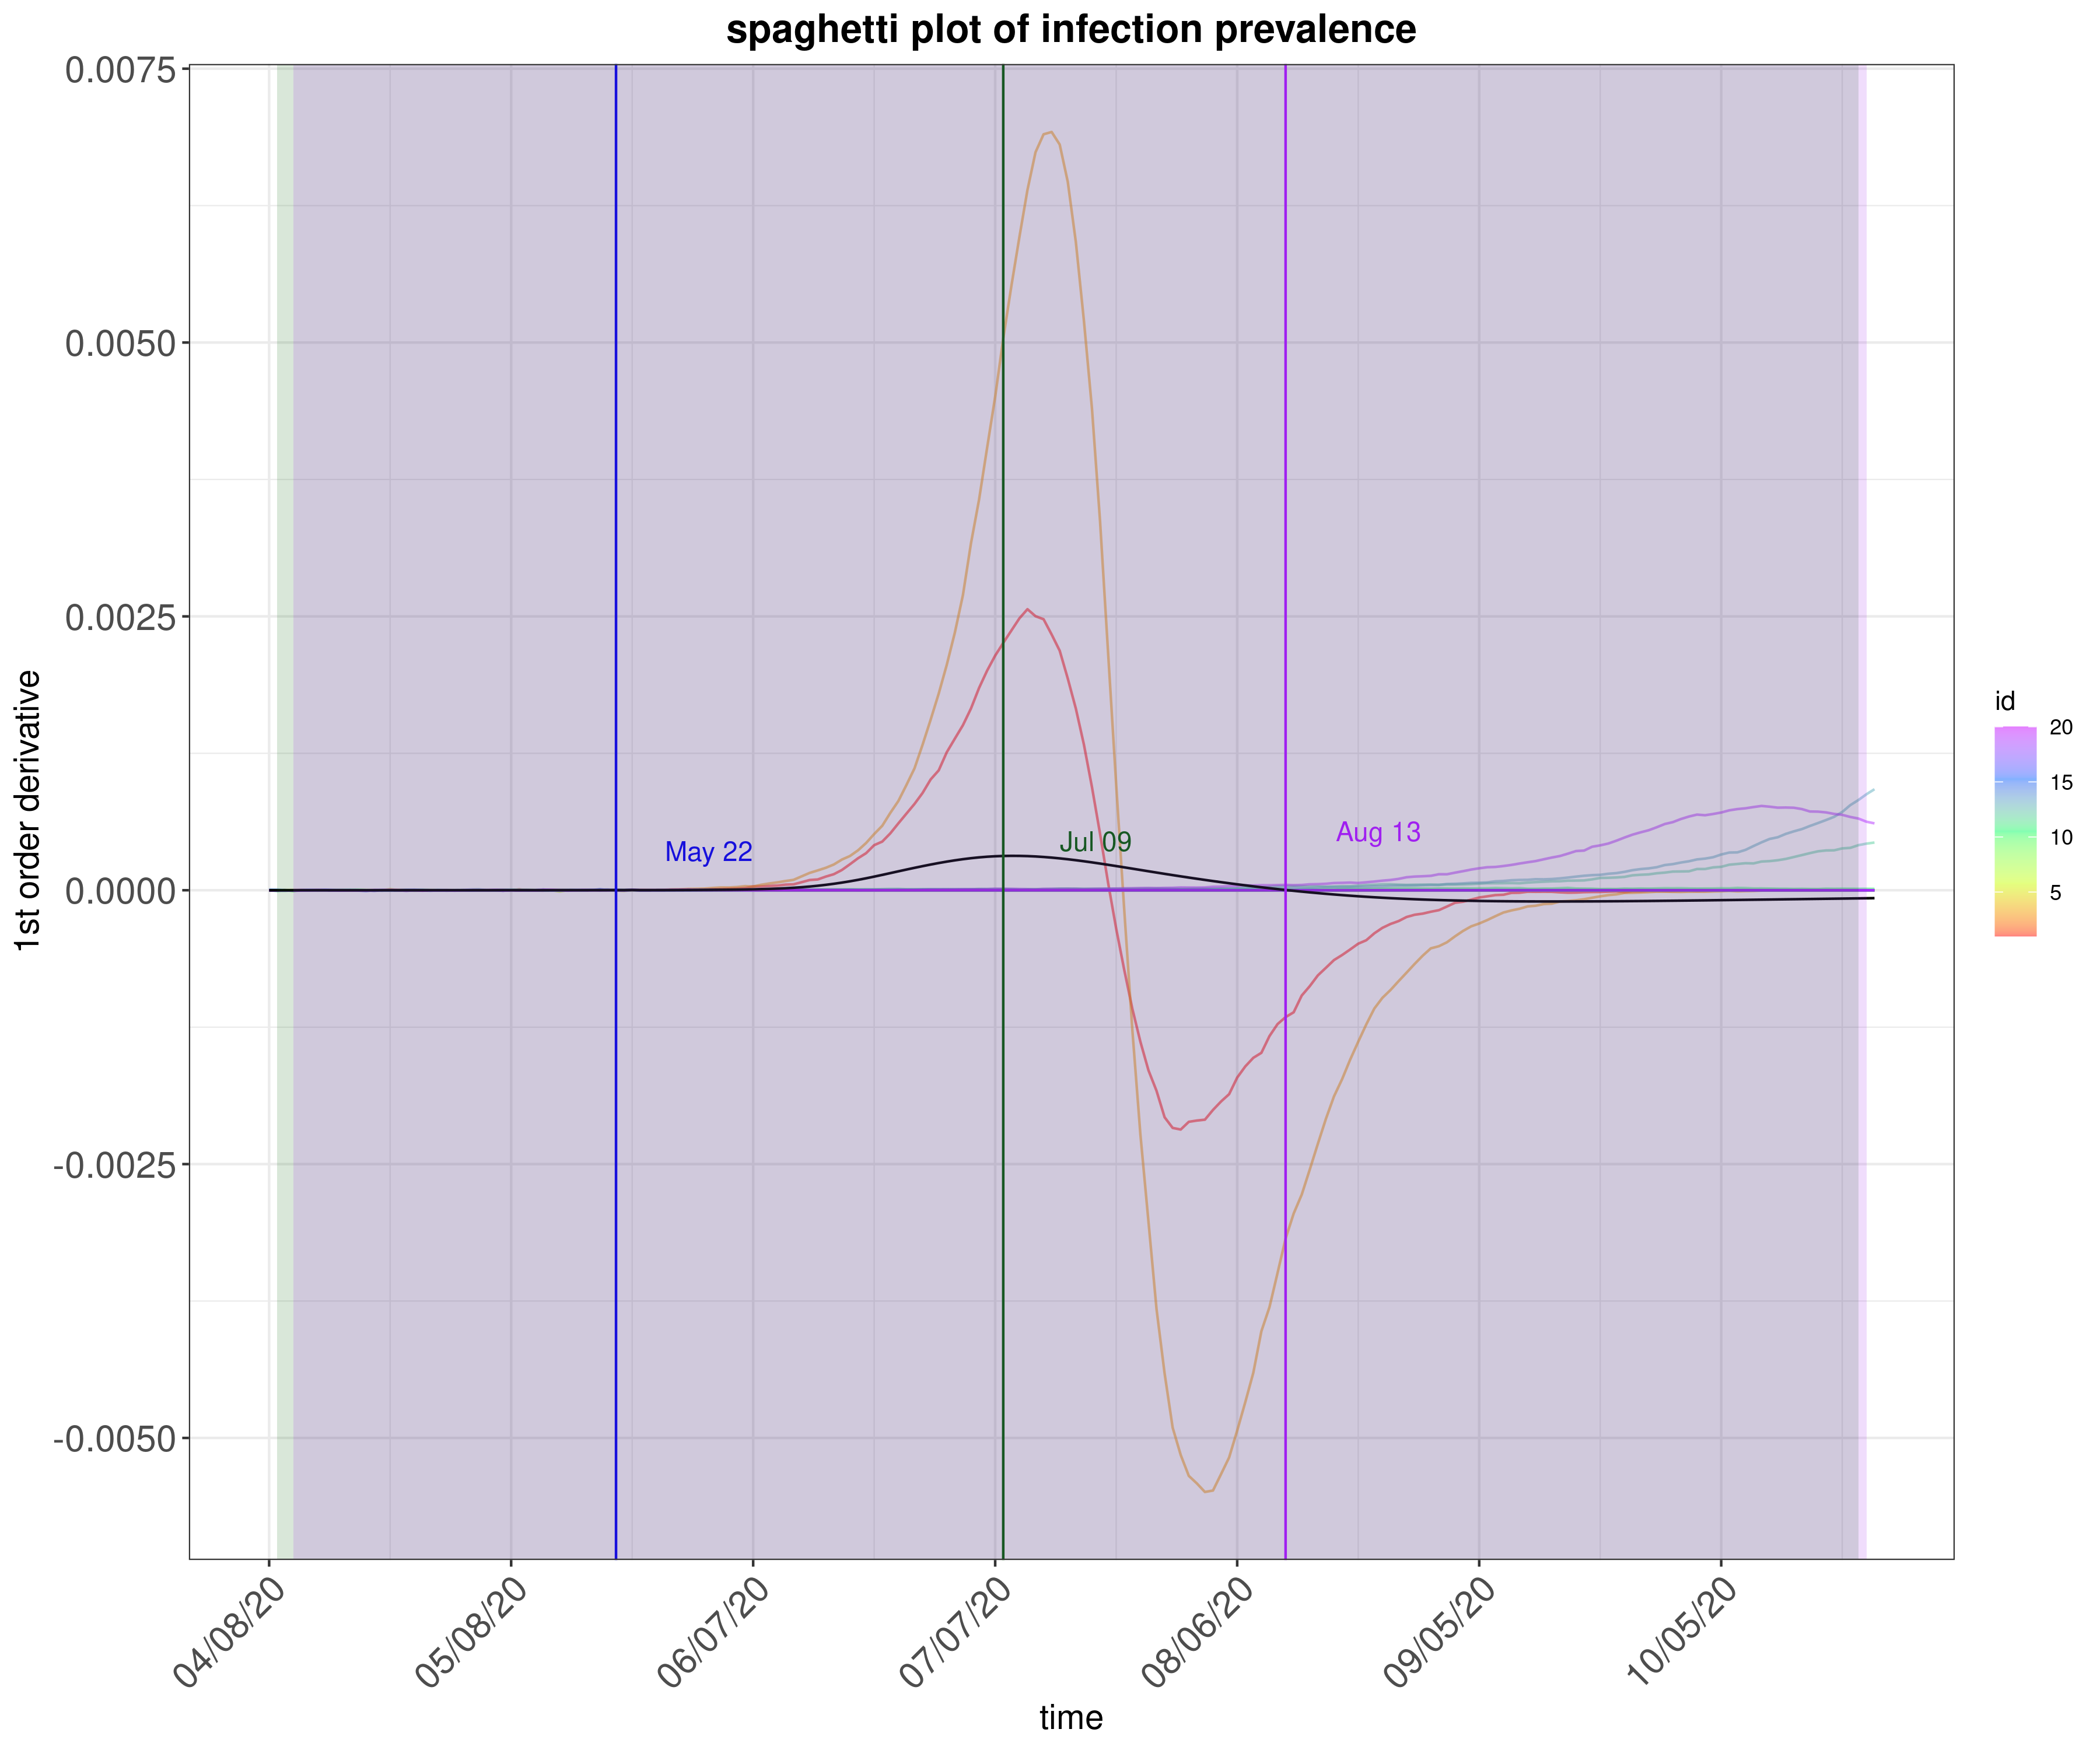 spaghetti plot of infection prevalence
0.0075
0.0050
0.0025
0.0000
-0.0025
-0.0050
1st order derivative
May 22
Jul 09
Aug 13
id
20
15
10
5
04/08/20
05/08/20
06/07/20
07/07/20
08/06/20
09/05/20
10/05/20
time